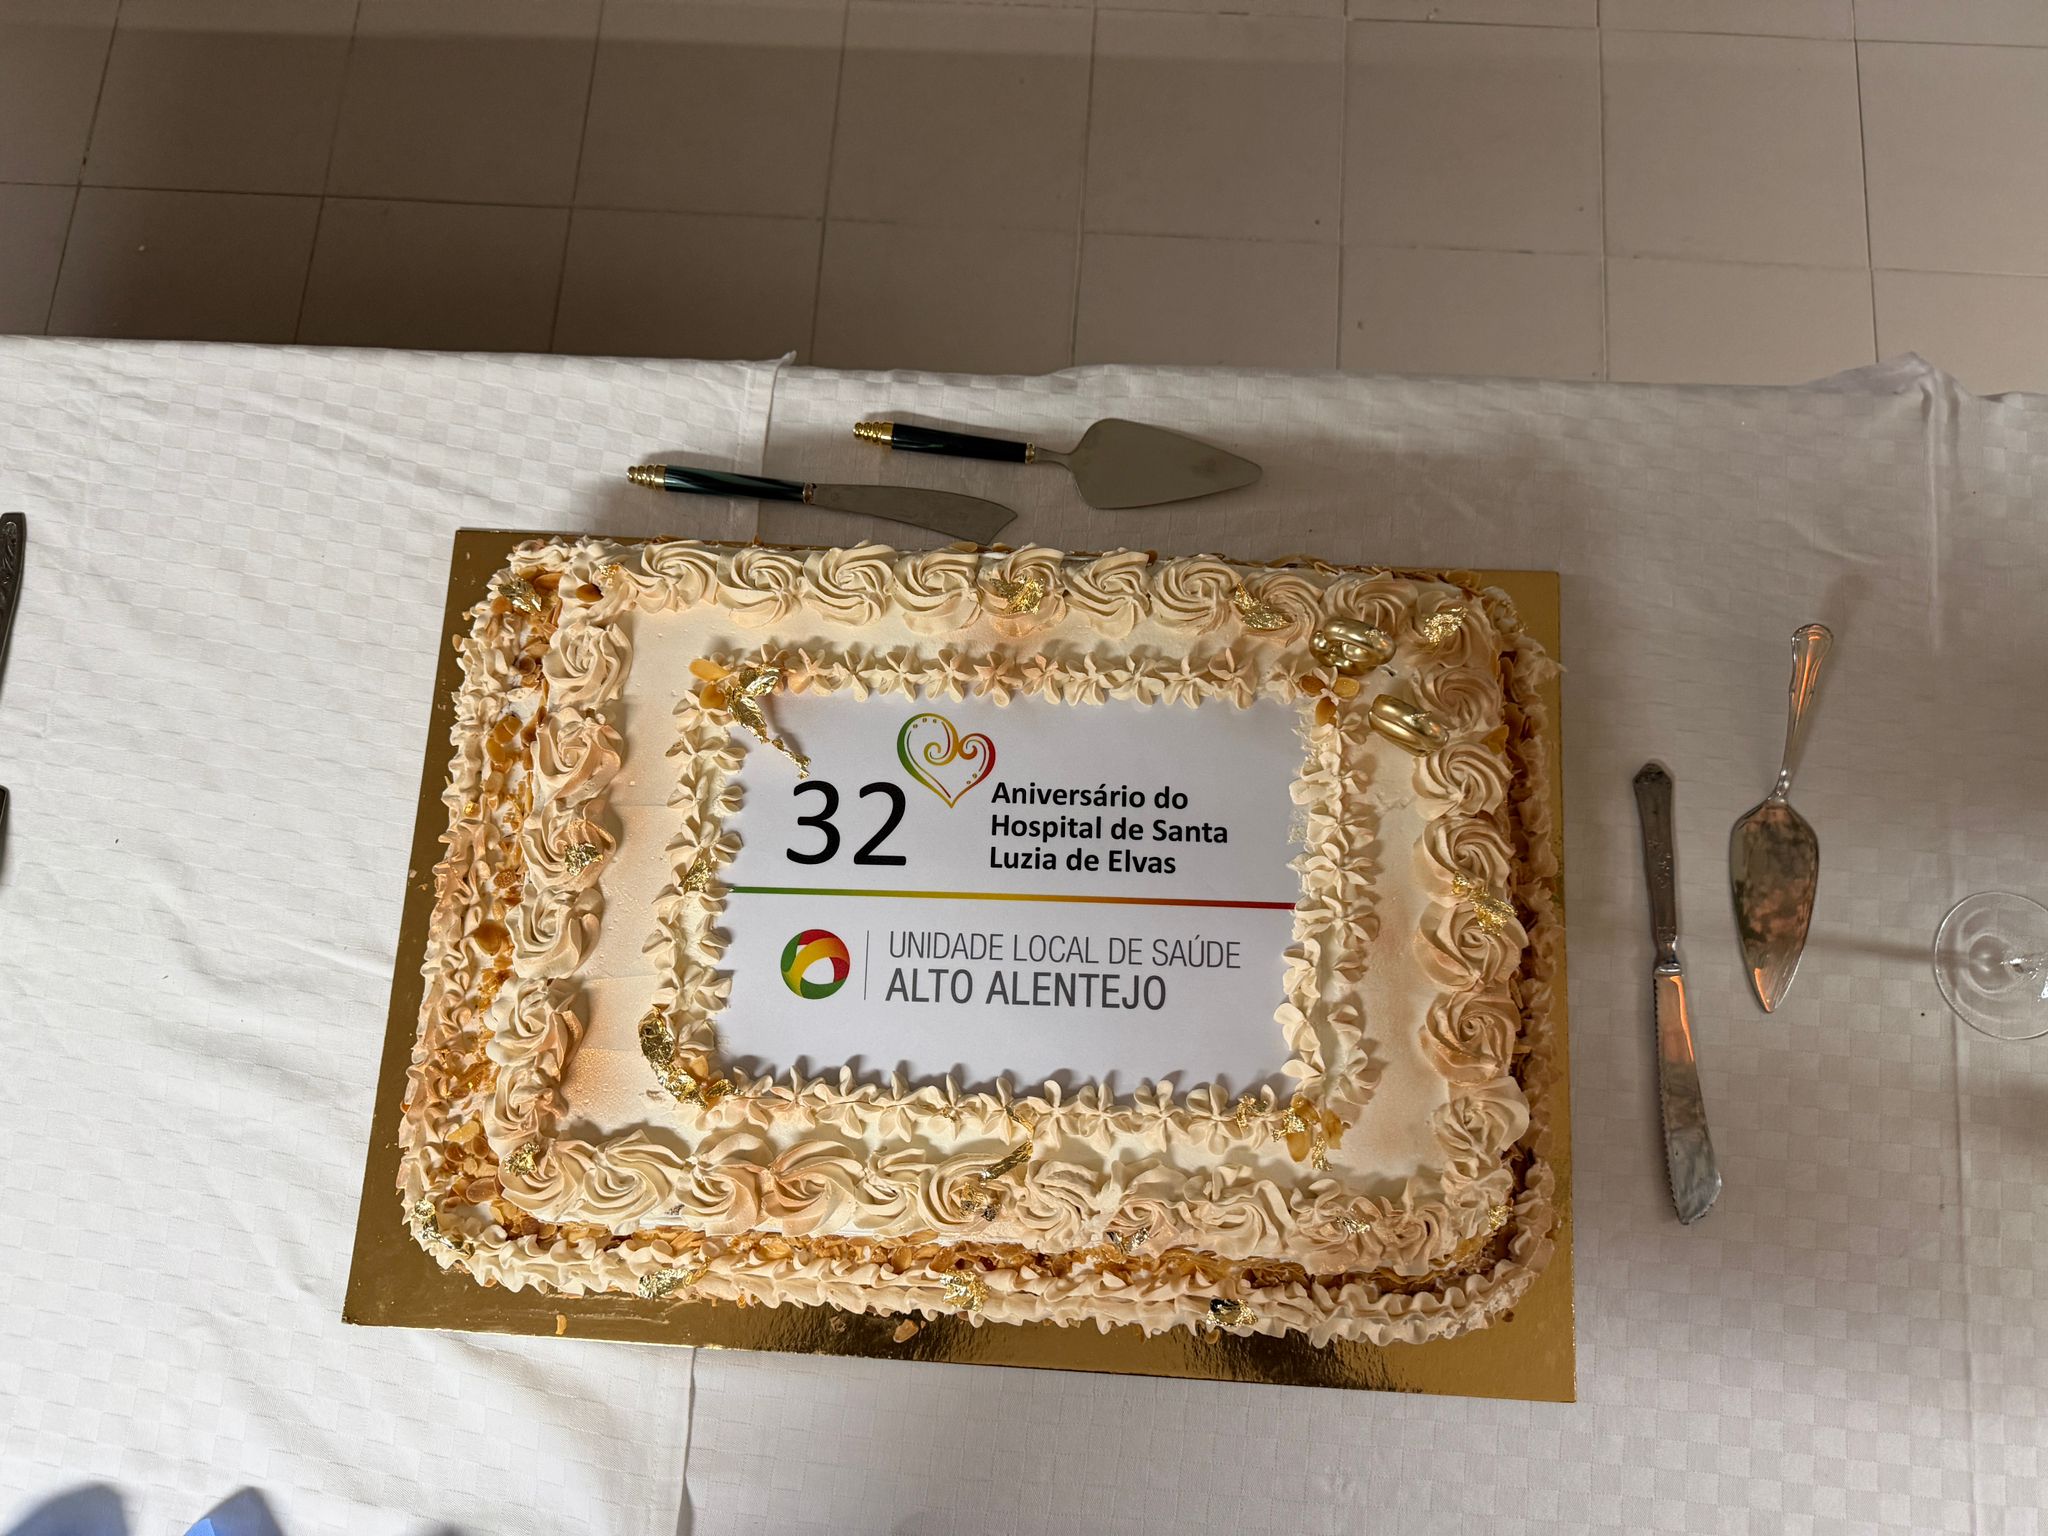 32
Aniversário do
Hospital de Santa
Luzia de Elvas
UNIDADE LOCAL DE SAÚDE
ALTO ALENTEJO